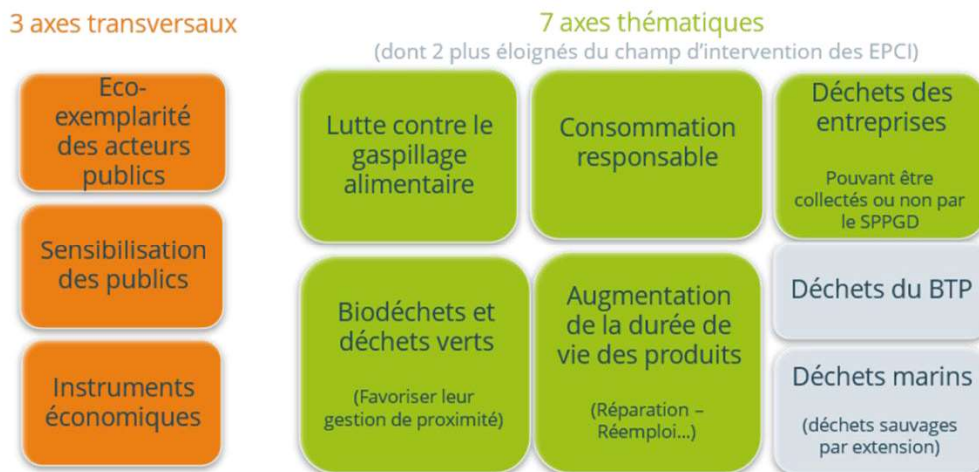 3 axes transversaux
7 axes thématiques
(dont 2 plus éloignés du champ d'intervention des EPCI)
Eco-
exemplarité
des acteurs
publics
Sensibilisation
des publics
Instruments
économiques
Lutte contre le
gaspillage
alimentaire
Consommation
responsable
Déchets des
entreprises
Pouvant être
collectés ou non par
le SPPGD
Biodéchets et
déchets verts
(Favoriser leur
gestion de proximité)
Augmentation
de la durée de
vie des produits
(Réparation –
Réemploi...)
Déchets du BTP
Déchets marins
(déchets sauvages
par extension)